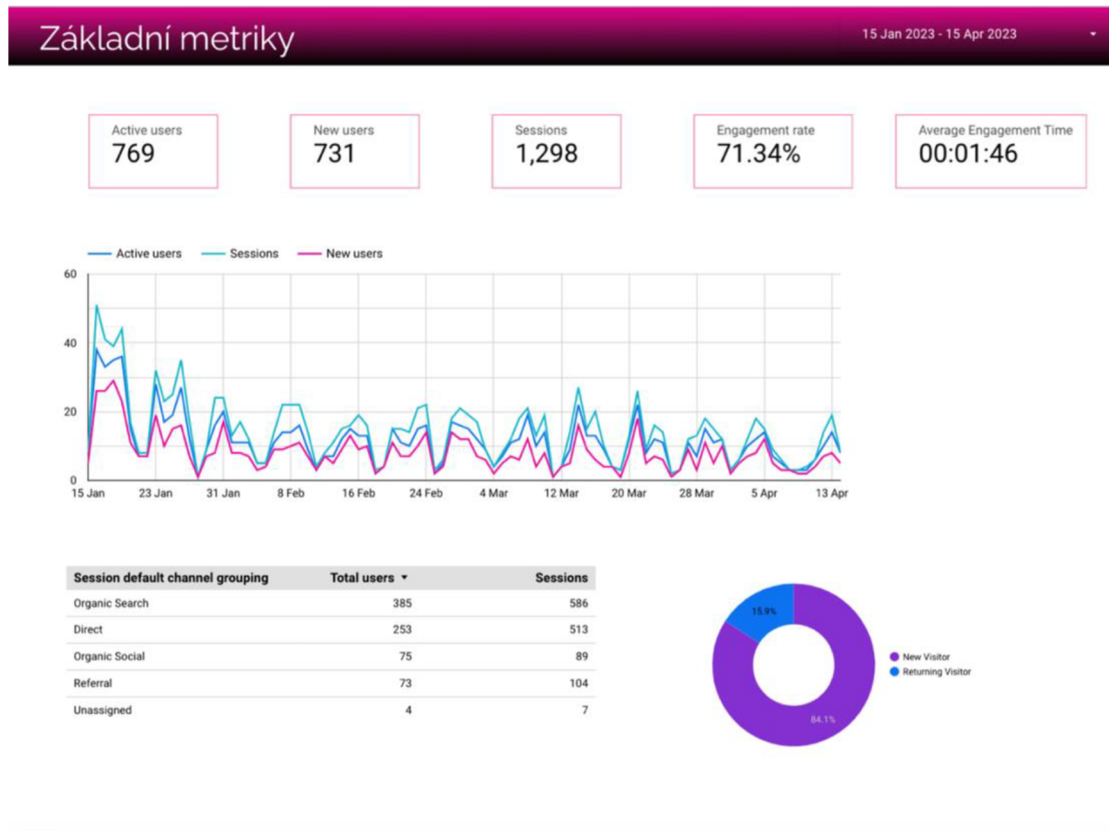 Základní metriky
15 Jan 2023 - 15 Apr 2023
Active users
769
New users
731
Sessions
1,298
Engagement rate
71.34%
Average Engagement Time
00:01:46
Active users Sessions New users
60
40
20
0
15 Jan 23 Jan 31 Jan 8 Feb 16 Feb 24 Feb 4 Mar 12 Mar 20 Mar 28 Mar 5 Apr 13 Apr
Session default channel grouping Total users Sessions
Organic Search 385 586
Direct 253 513
Organic Social 75 89
Referral 73 104
Unassigned 4 7
15.9%
84.1%
New Visitor
Returning Visitor